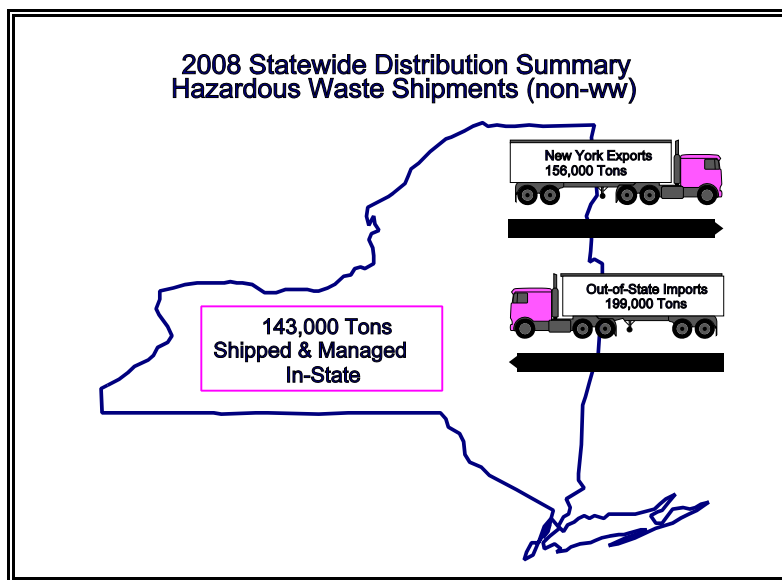 2008 Statewide Distribution Summary
Hazardous Waste Shipments (non-ww)
New York Exports
156,000 Tons
Out-of-State Imports
199,000 Tons
143,000 Tons
Shipped & Managed
In-State